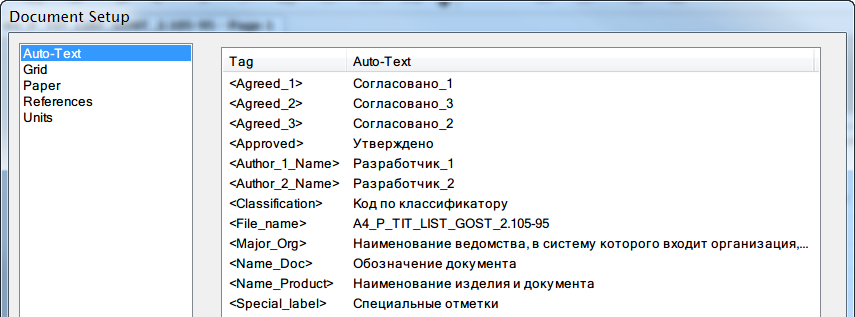 Document Setup
Auto-Text
Grid
Paper
References
Units
Tag Auto-Text
<Agreed_1> Согласовано_1
<Agreed_2> Согласовано_3
<Agreed_3> Согласовано_2
<Approved> Утверждено
<Author_1_Name> Разработчик_1
<Author_2_Name> Разработчик_2
<Classification> Код по классификатору
<File_name> A4_P_TIT_LIST_GOST_2.105-95
<Major_Org> Наименование ведомства, в систему которого входит организация,...
<Name_Doc> Обозначение документа
<Name_Product> Наименование изделия и документа
<Special_label> Специальные отметки